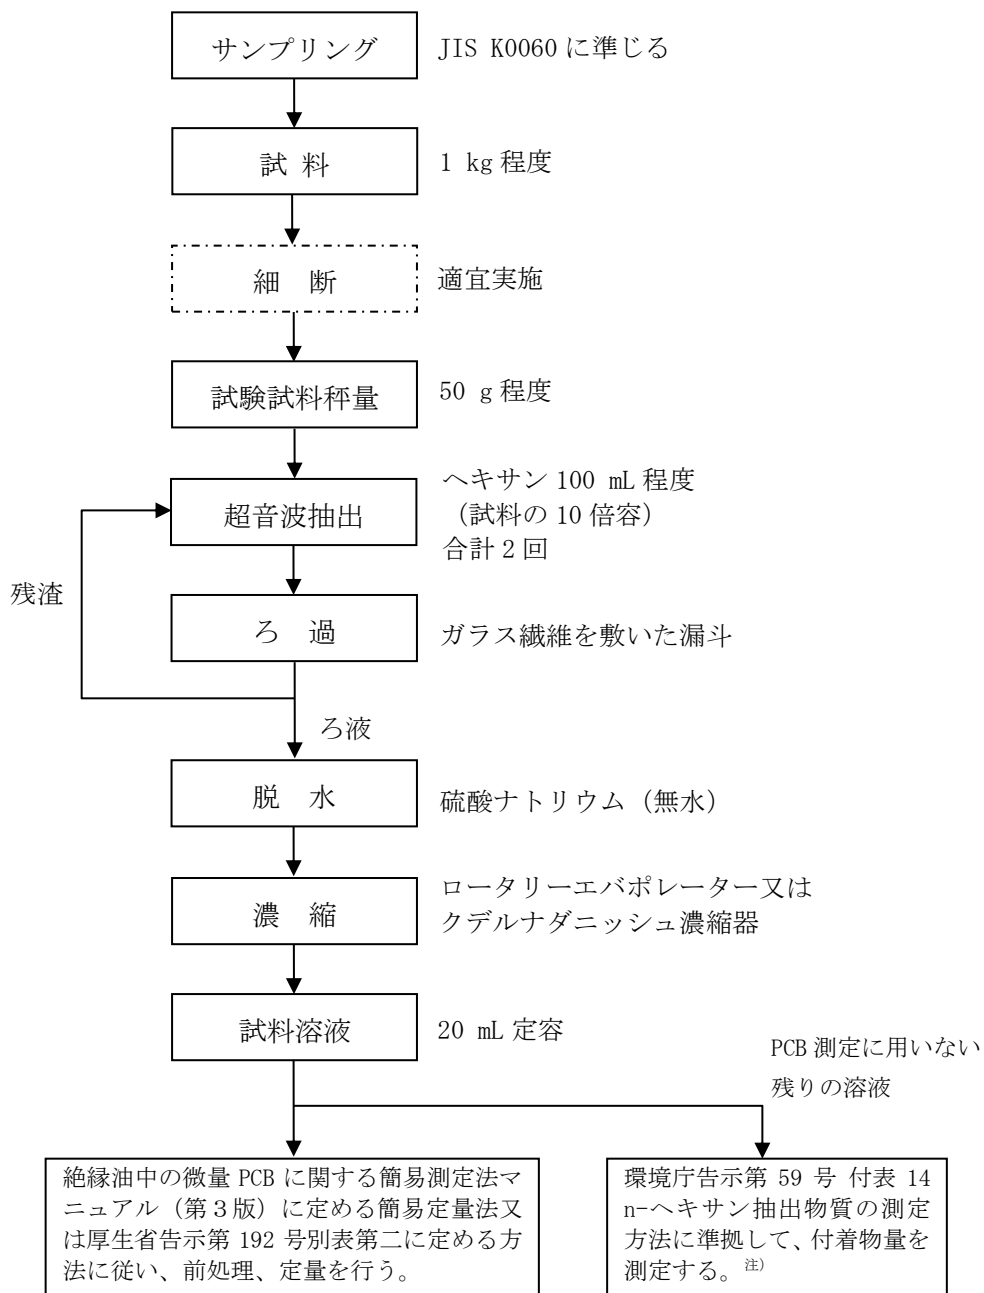 サンプリング
JIS K0060 に準じる
試 料
1 kg 程度
細 断
適宜実施
試験試料秤量
50 g 程度
超音波抽出
ヘキサン 100 mL 程度
（試料の 10 倍容）
合計 2 回
残渣
ろ 過
ガラス繊維を敷いた漏斗
ろ液
脱 水
硫酸ナトリウム（無水）
濃 縮
ロータリーエバポレーター又は
クデルナダニッシュ濃縮器
試料溶液
20 mL 定容
PCB 測定に用いない
残りの溶液
絶縁油中の微量 PCB に関する簡易測定法マ
ニュアル（第３版）に定める簡易定量法又
は厚生省告示第 192 号別表第二に定める方
法に従い、前処理、定量を行う。
環境庁告示第 59 号 付表 14
n-ヘキサン抽出物質の測定
方法に準拠して、付着物量を
測定する。注)